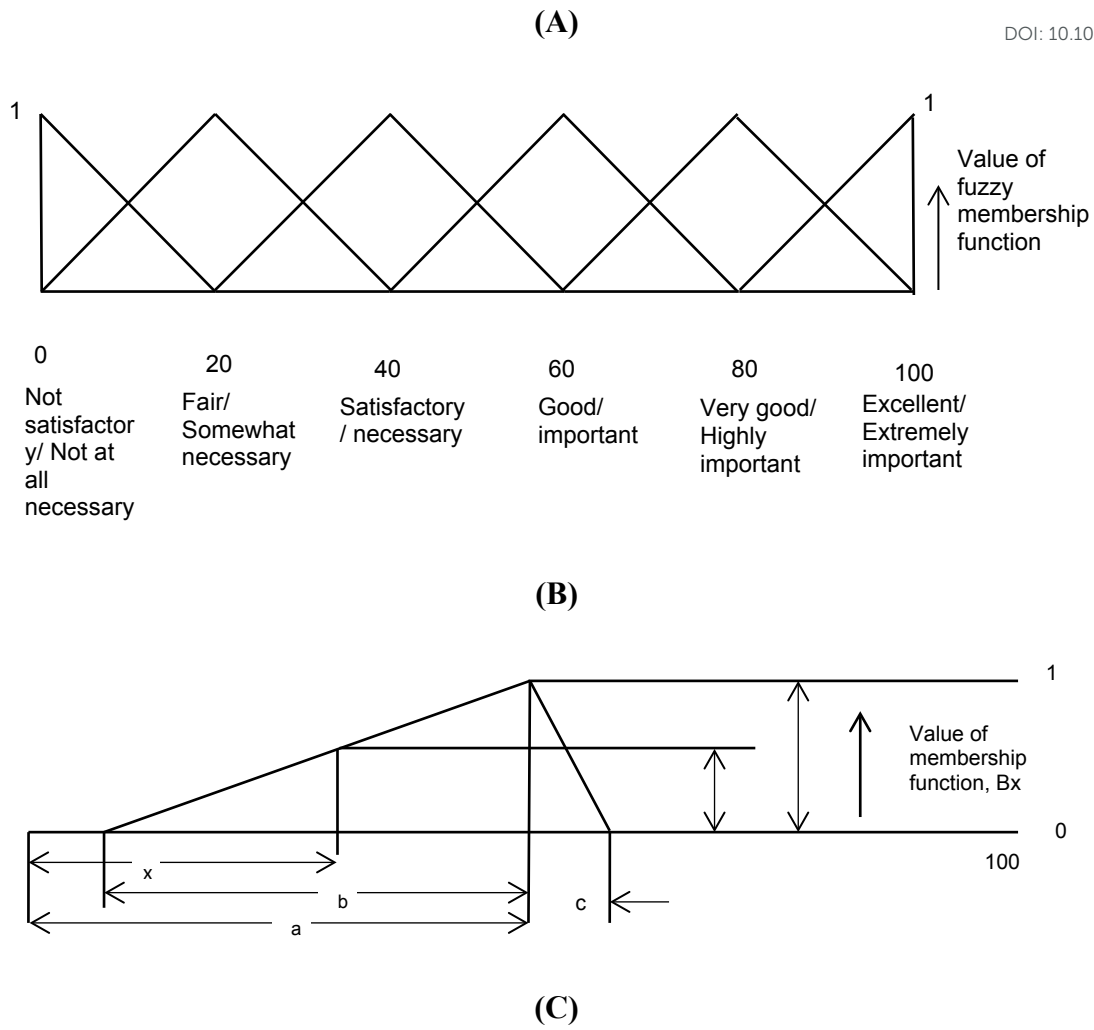 (A)
DOI: 10.10
1
1
Value of
fuzzy
membership
function
0
Not
satisfactor
y/ Not at
all
necessary
20
Fair/
Somewhat
necessary
40
Satisfactory
/ necessary
60
Good/
important
80
Very good/
Highly
important
100
Excellent/
Extremely
important
(B)
1
Value of
membership
function, Bx
0
100
x
b
c
a
(C)